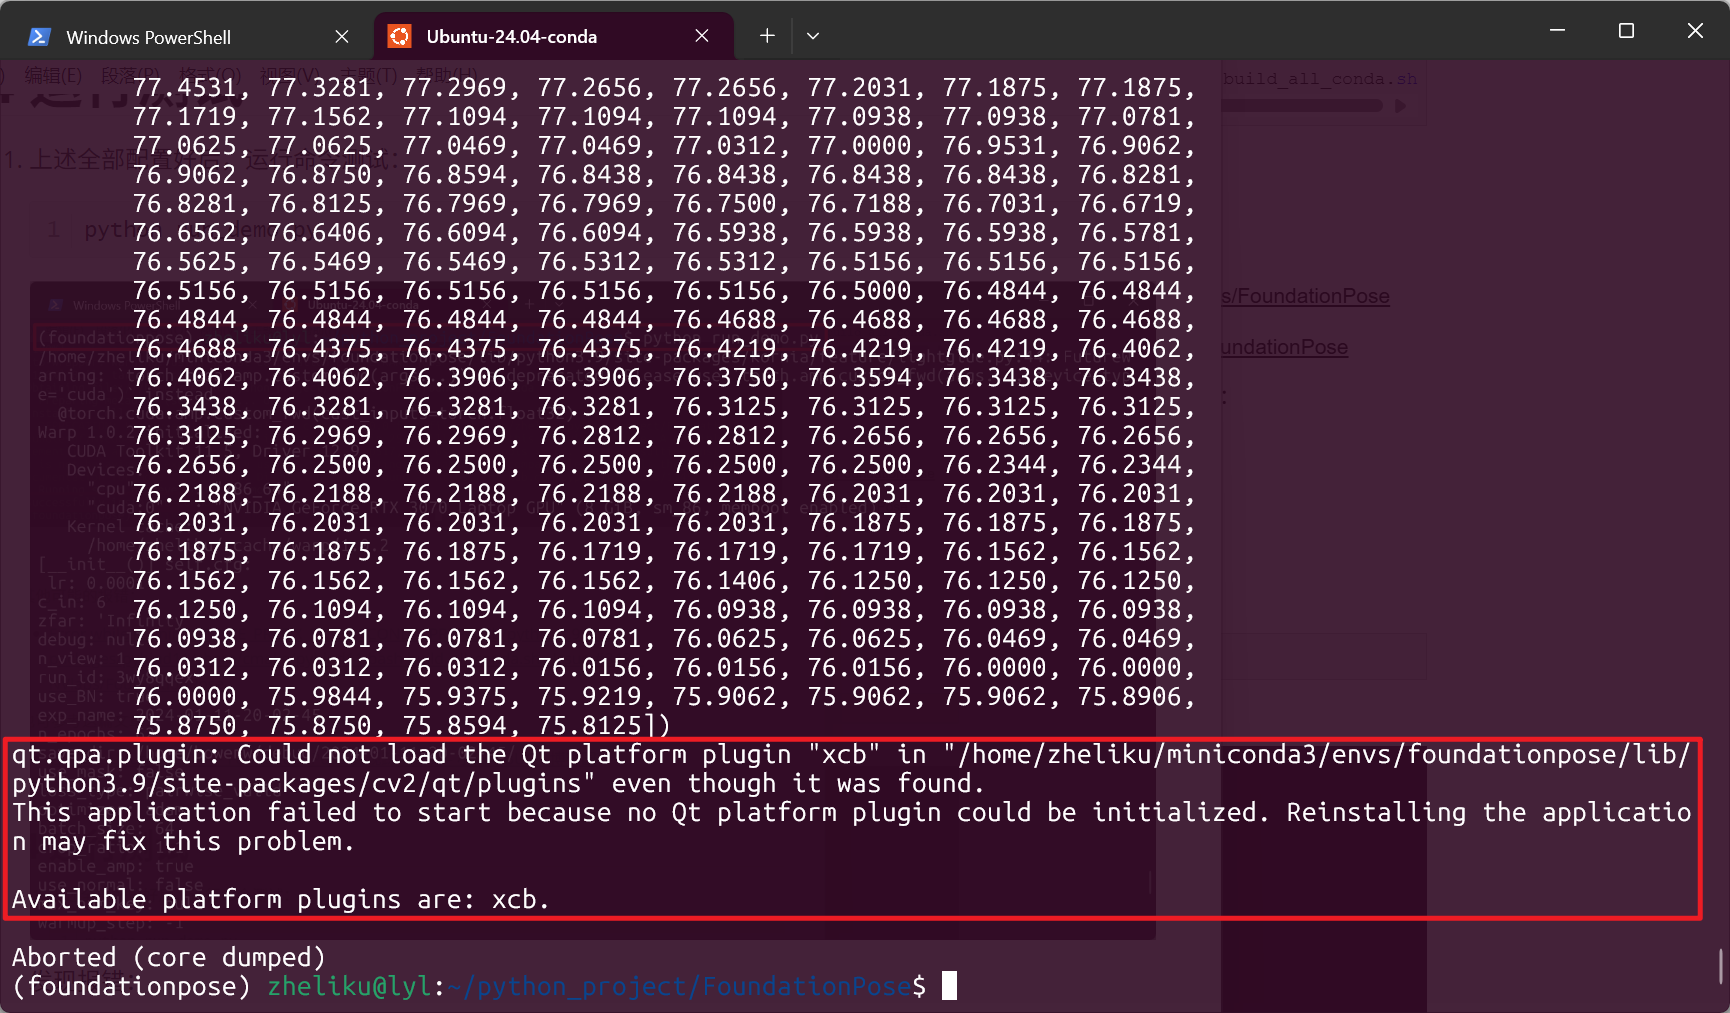 Windows PowerShell
Ubuntu-24.04-conda
编辑(E) 段落(P) 格式(O) 视图(V) 主题(T) 帮助(H)
build_all_conda.sh
77.4531, 77.3281, 77.2969, 77.2656, 77.2656, 77.2031, 77.1875, 77.1875,
77.1719, 77.1562, 77.1094, 77.1094, 77.1094, 77.0938, 77.0938, 77.0781,
77.0625, 77.0625, 77.0469, 77.0469, 77.0312, 77.0000, 76.9531, 76.9062,
76.9062, 76.8750, 76.8594, 76.8438, 76.8438, 76.8438, 76.8438, 76.8281,
76.8281, 76.8125, 76.7969, 76.7969, 76.7500, 76.7188, 76.7031, 76.6719,
76.6562, 76.6406, 76.6094, 76.6094, 76.5938, 76.5938, 76.5938, 76.5781,
76.5625, 76.5469, 76.5469, 76.5312, 76.5312, 76.5156, 76.5156, 76.5156,
76.5156, 76.5156, 76.5156, 76.5156, 76.5156, 76.5000, 76.4844, 76.4844,
s/FoundationPose
76.4844, 76.4844, 76.4844, 76.4844, 76.4688, 76.4688, 76.4688, 76.4688,
76.4688, 76.4375, 76.4375, 76.4375, 76.4219, 76.4219, 76.4219, 76.4062,
undationPose
76.4062, 76.4062, 76.3906, 76.3906, 76.3750, 76.3594, 76.3438, 76.3438,
76.3438, 76.3281, 76.3281, 76.3281, 76.3125, 76.3125, 76.3125, 76.3125,
76.3125, 76.2969, 76.2969, 76.2812, 76.2812, 76.2656, 76.2656, 76.2656,
76.2656, 76.2500, 76.2500, 76.2500, 76.2500, 76.2500, 76.2344, 76.2344,
76.2188, 76.2188, 76.2188, 76.2188, 76.2188, 76.2031, 76.2031, 76.2031,
76.2031, 76.2031, 76.2031, 76.2031, 76.2031, 76.1875, 76.1875, 76.1875,
76.1875, 76.1875, 76.1875, 76.1719, 76.1719, 76.1719, 76.1562, 76.1562,
76.1562, 76.1562, 76.1562, 76.1562, 76.1406, 76.1250, 76.1250, 76.1250,
76.1250, 76.1094, 76.1094, 76.1094, 76.0938, 76.0938, 76.0938, 76.0938,
76.0938, 76.0781, 76.0781, 76.0781, 76.0625, 76.0625, 76.0469, 76.0469,
76.0312, 76.0312, 76.0312, 76.0156, 76.0156, 76.0156, 76.0000, 76.0000,
76.0000, 75.9844, 75.9375, 75.9219, 75.9062, 75.9062, 75.9062, 75.8906,
75.8750, 75.8750, 75.8594, 75.8125])
qt.qpa.plugin: Could not load the Qt platform plugin "xcb" in "/home/zheliku/miniconda3/envs/foundationpose/lib/
python3.9/site-packages/cv2/qt/plugins" even though it was found.
This application failed to start because no Qt platform plugin could be initialized. Reinstalling the applicatio
n may fix this problem.
Available platform plugins are: xcb.
Aborted (core dumped)
(foundationpose) zheliku@lyl:~/python_project/FoundationPose$